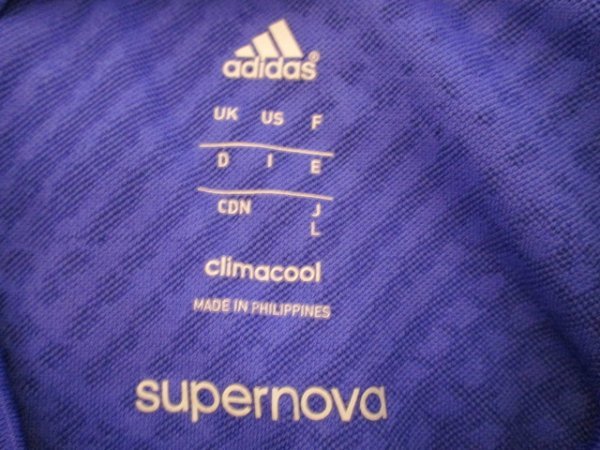 adidas®
UK US F
D I E
CDN J
L
climacool
MADE IN PHILIPPINES
supernova